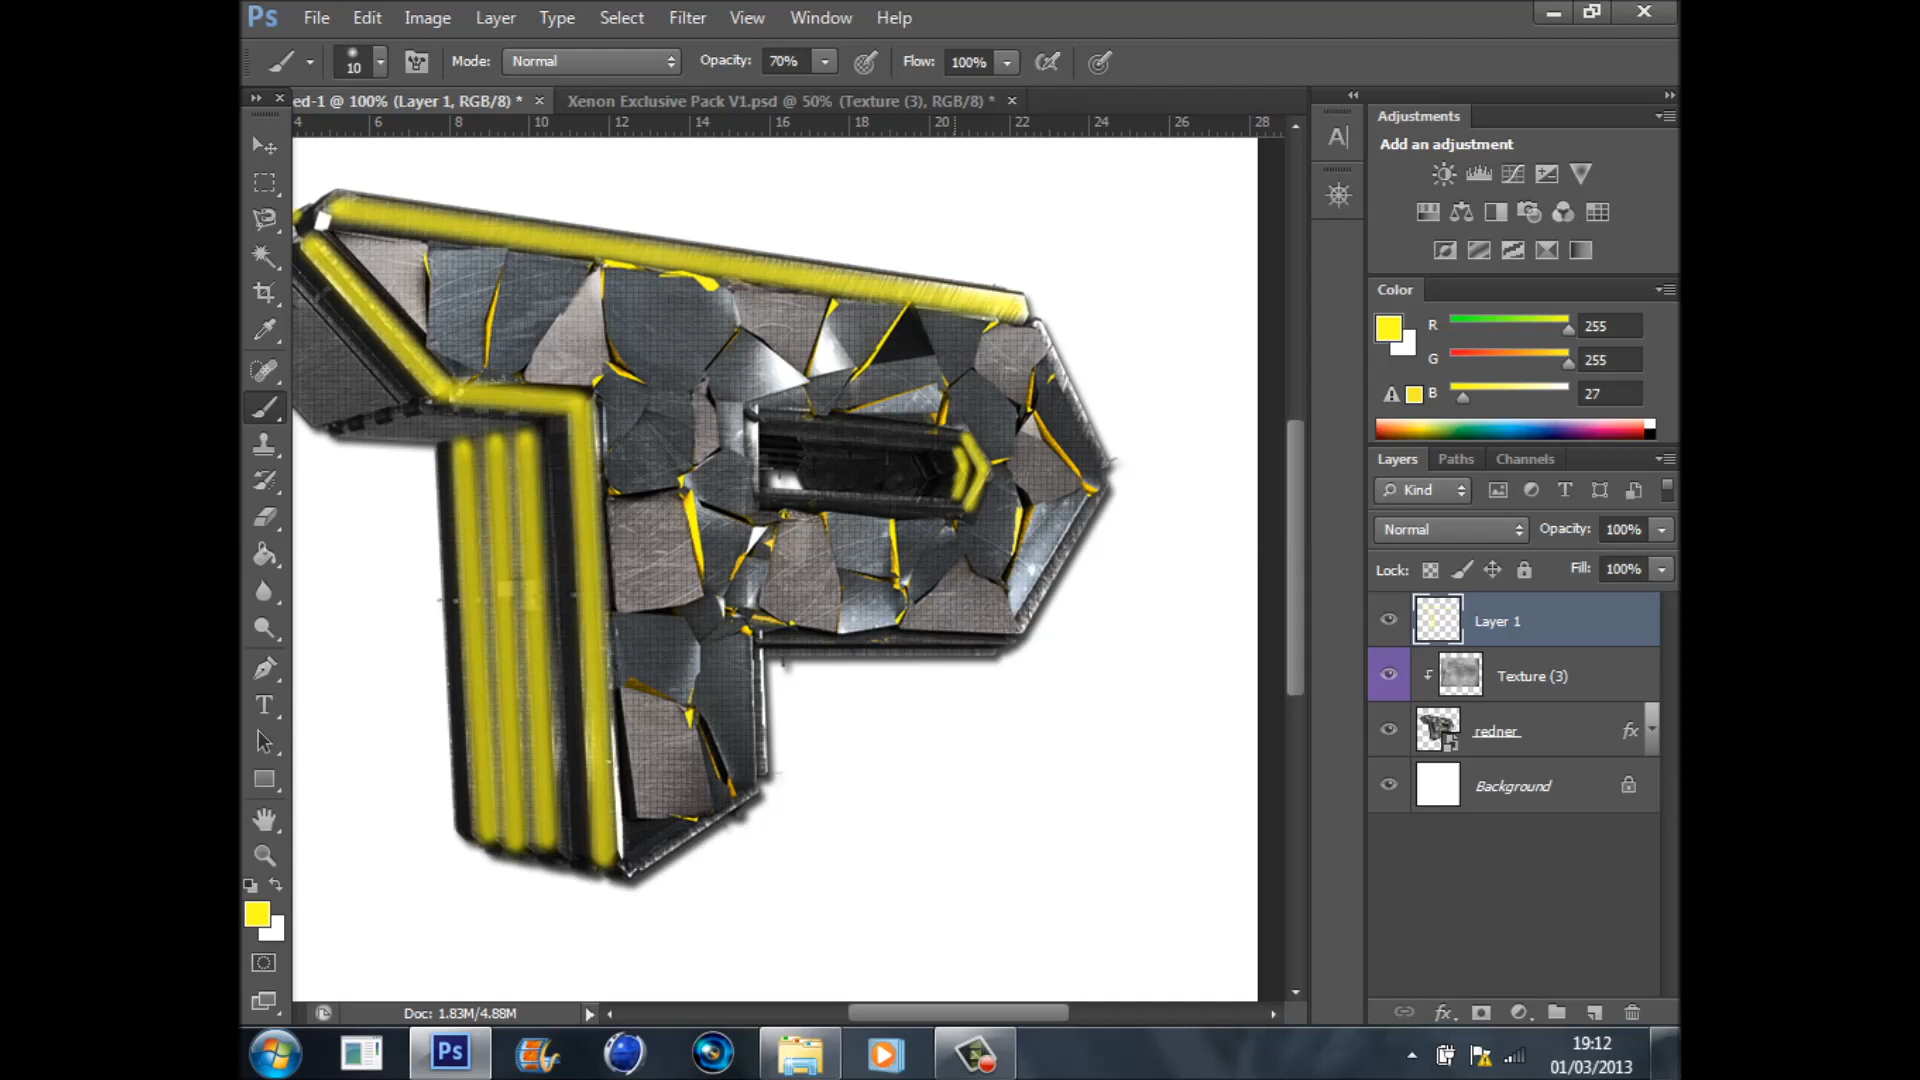 Ps File Edit Image Layer Type Select Filter View Window Help
10 Mode: Normal Opacity: 70% Flow: 100%
ed-1 @ 100% (Layer 1, RGB/8) * × Xenon Exclusive Pack V1.psd @ 50% (Texture (3), RGB/8) * ×
4 6 8 10 12 14 16 18 20 22 24 26 28
Adjustments
Add an adjustment
Color
R 255
G 255
B 27
Layers Paths Channels
Kind
Normal Opacity: 100%
Lock: Fill: 100%
Layer 1
Texture (3)
redner fx
Background
Doc: 1.83M/4.88M
fx
Ps
19:12
01/03/2013